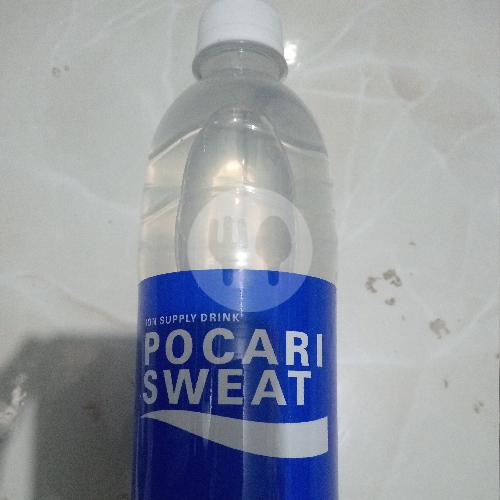 ION SUPPLY DRINK
POCARI
SWEAT